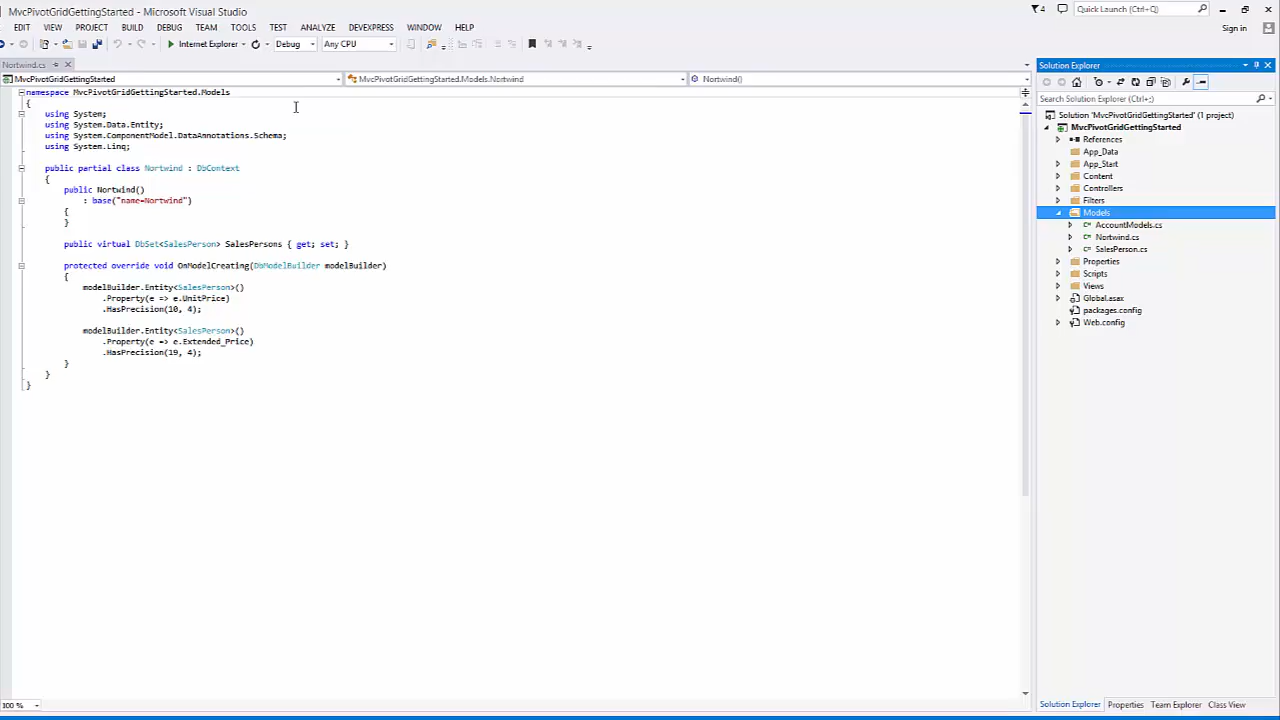 MvcPivotGridGettingStarted - Microsoft Visual Studio
4
Quick Launch (Ctrl+Q)
EDIT VIEW PROJECT BUILD DEBUG TEAM TOOLS TEST ANALYZE DEVEXPRESS WINDOW HELP
Sign in
Internet Explorer Debug Any CPU
Nortwind.cs
MvcPivotGridGettingStarted
MvcPivotGridGettingStarted.Models.Nortwind
Nortwind()
namespace MvcPivotGridGettingStarted.Models
{
using System;
using System.Data.Entity;
using System.ComponentModel.DataAnnotations.Schema;
using System.Linq;
public partial class Nortwind : DbContext
{
public Nortwind()
: base("name=Nortwind")
{
}
public virtual DbSet<SalesPerson> SalesPersons { get; set; }
protected override void OnModelCreating(DbModelBuilder modelBuilder)
{
modelBuilder.Entity<SalesPerson>()
.Property(e => e.UnitPrice)
.HasPrecision(10, 4);
modelBuilder.Entity<SalesPerson>()
.Property(e => e.Extended_Price)
.HasPrecision(19, 4);
}
}
}
100 %
Solution Explorer
Search Solution Explorer (Ctrl+;)
Solution 'MvcPivotGridGettingStarted' (1 project)
MvcPivotGridGettingStarted
References
App_Data
App_Start
Content
Controllers
Filters
Models
AccountModels.cs
Nortwind.cs
SalesPerson.cs
Properties
Scripts
Views
Global.asax
packages.config
Web.config
Solution Explorer Properties Team Explorer Class View